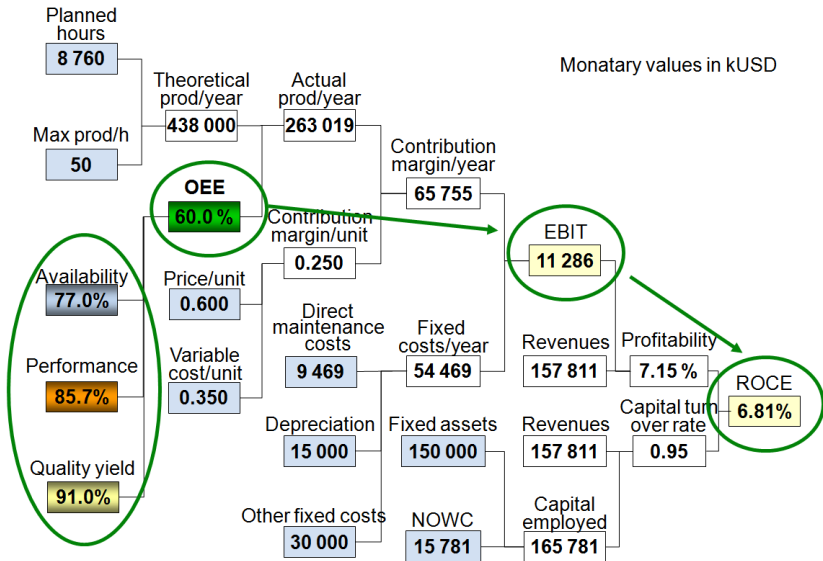 Planned
hours
8 760
Monatary values in kUSD
Theoretical
prod/year
438 000
Actual
prod/year
263 019
Max prod/h
50
Contribution
margin/year
65 755
OEE
60.0 %
Contribution
margin/unit
0.250
EBIT
11 286
Availability
77.0%
Price/unit
0.600
Direct
maintenance
costs
9 469
Fixed
costs/year
54 469
Revenues
157 811
Profitability
7.15 %
Performance
85.7%
Variable
cost/unit
0.350
ROCE
6.81%
Depreciation
15 000
Fixed assets
150 000
Revenues
157 811
Capital turn
over rate
0.95
Quality yield
91.0%
Other fixed costs
30 000
NOWC
15 781
Capital
employed
165 781